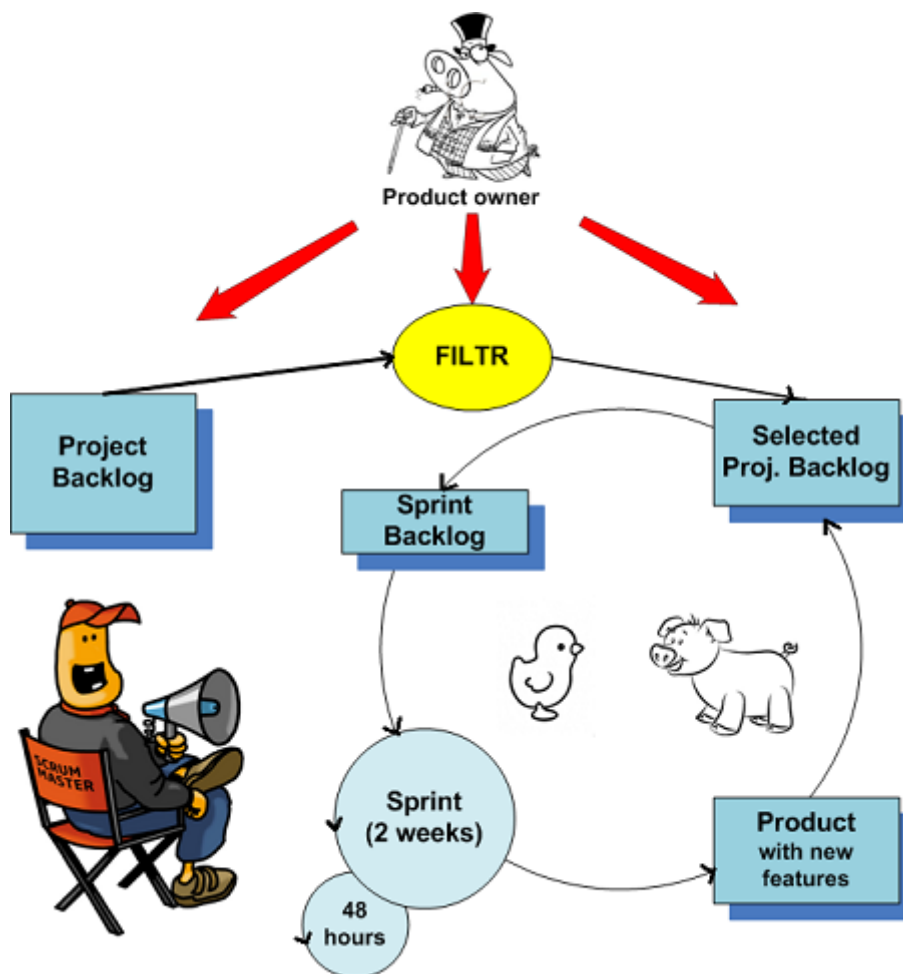 Product owner
FILTR
Project
Backlog
Selected
Proj. Backlog
Sprint
Backlog
SCRUM
MASTER
Sprint
(2 weeks)
Product
with new
features
48
hours